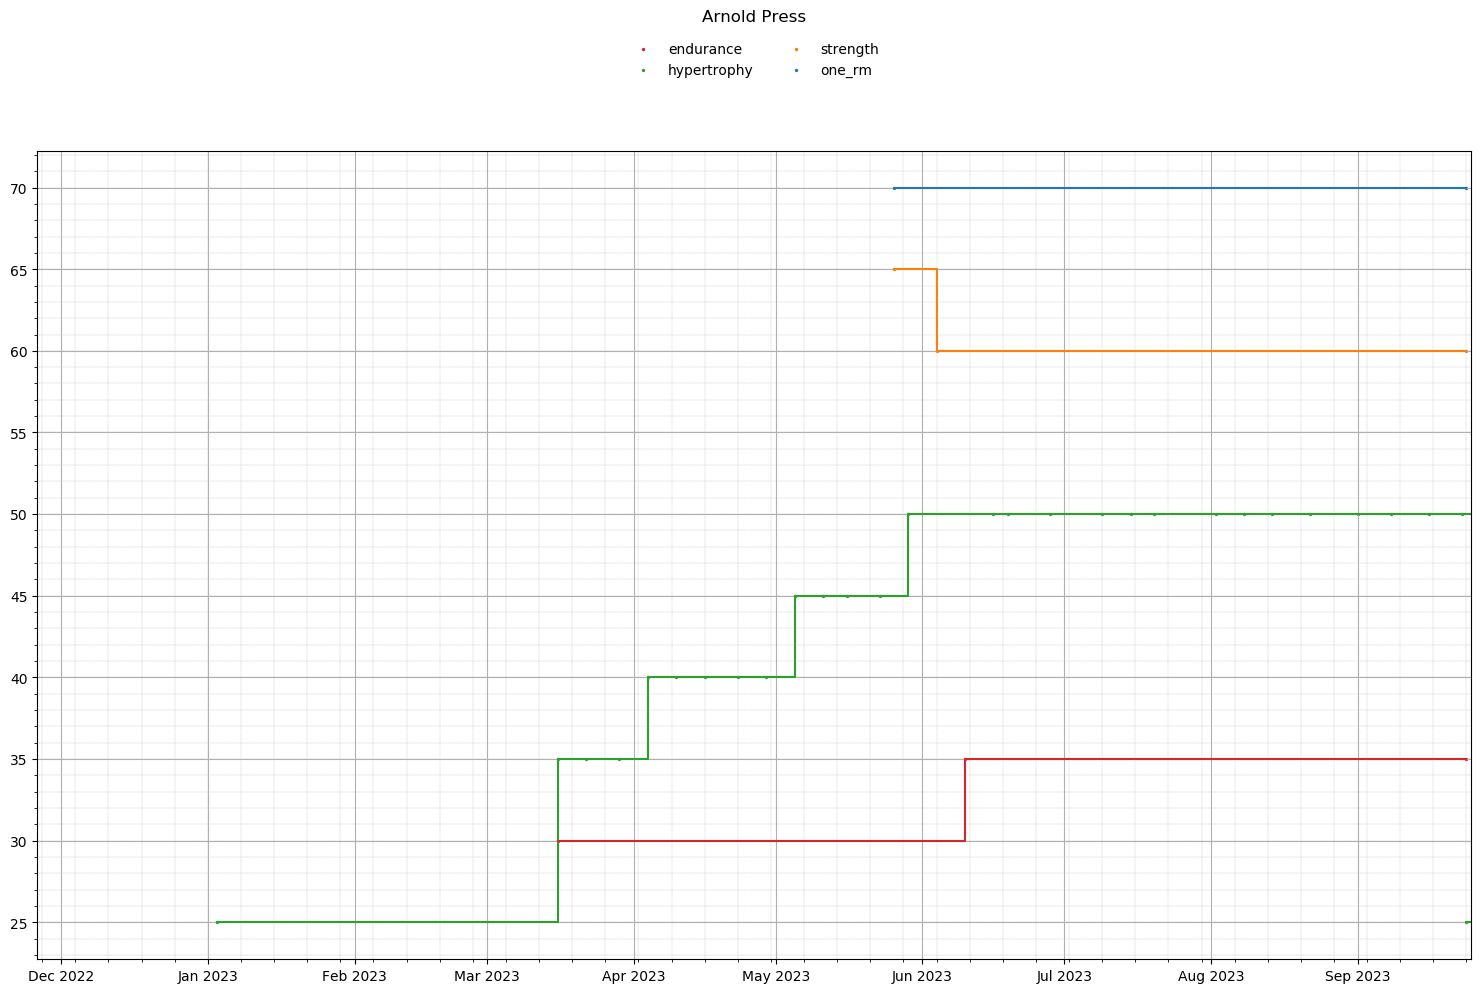 Arnold Press
endurance strength
hypertrophy one_rm
70
65
60
55
50
45
40
35
30
25
Dec 2022 Jan 2023 Feb 2023 Mar 2023 Apr 2023 May 2023 Jun 2023 Jul 2023 Aug 2023 Sep 2023